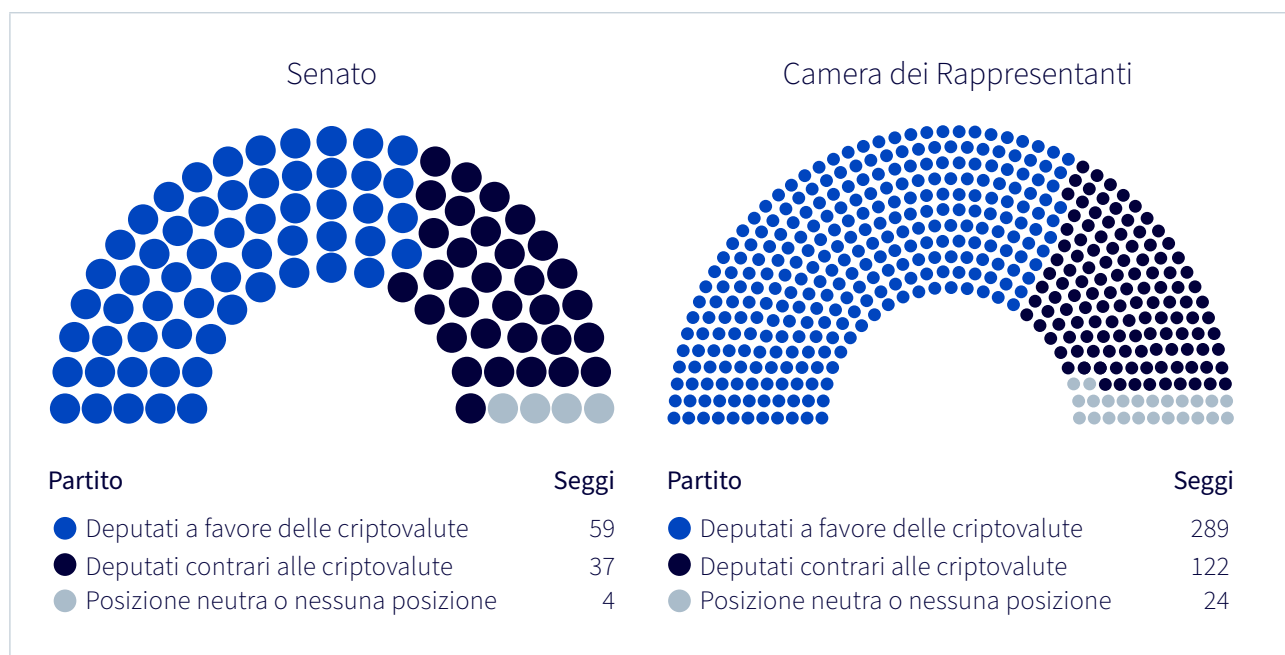 Senato
Partito Seggi
Deputati a favore delle criptovalute 59
Deputati contrari alle criptovalute 37
Posizione neutra o nessuna posizione 4
Camera dei Rappresentanti
Partito Seggi
Deputati a favore delle criptovalute 289
Deputati contrari alle criptovalute 122
Posizione neutra o nessuna posizione 24